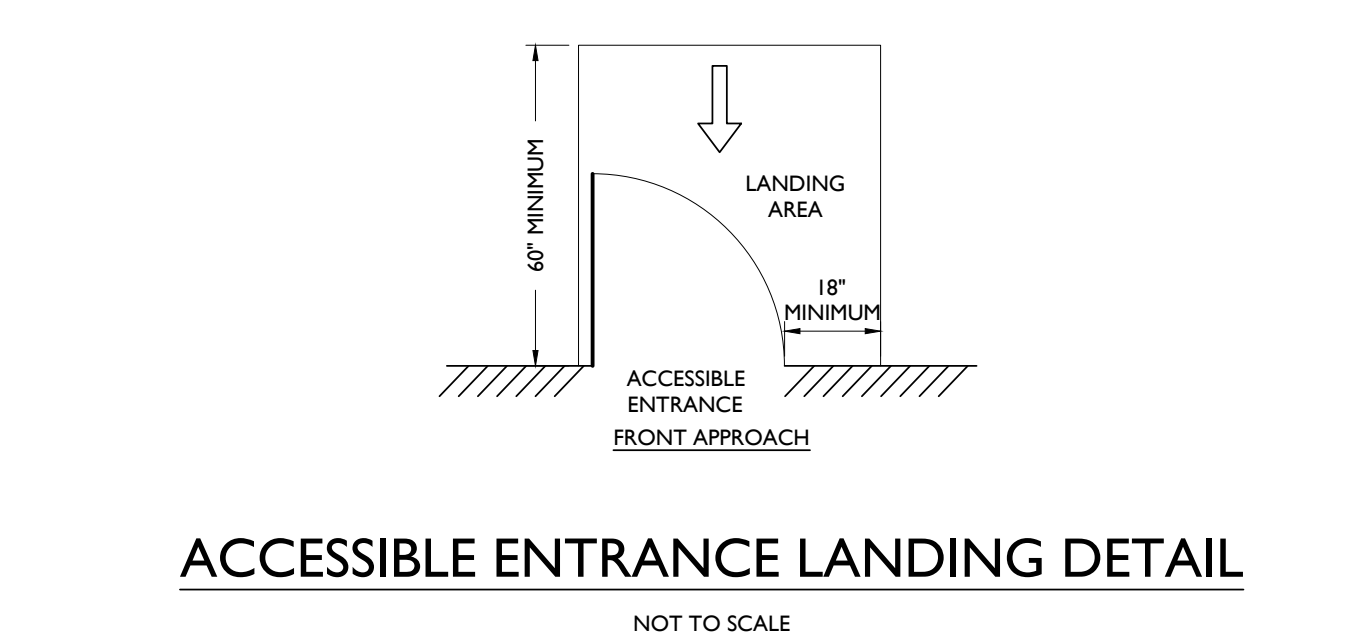 60" MINIMUM
LANDING
AREA
18"
MINIMUM
ACCESSIBLE
ENTRANCE
FRONT APPROACH
ACCESSIBLE ENTRANCE LANDING DETAIL
NOT TO SCALE